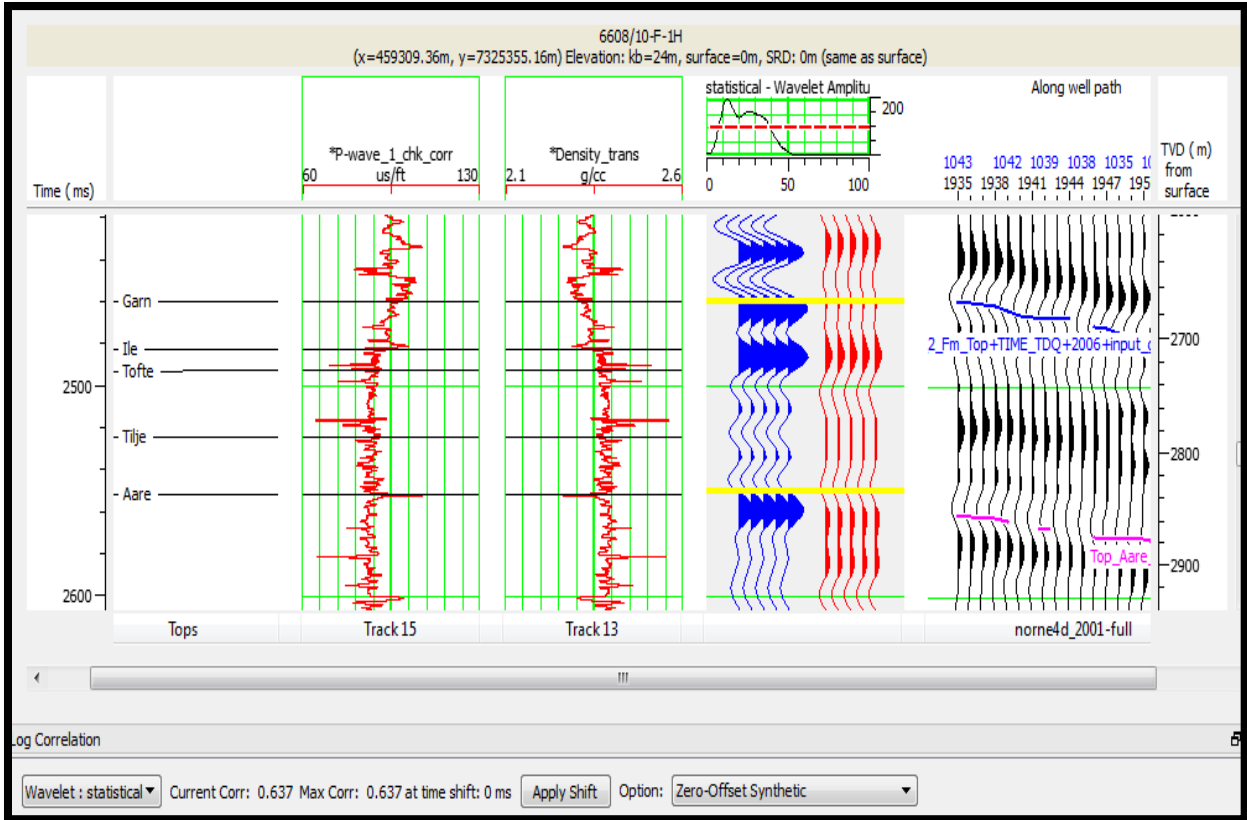 6608/10-F-1H
(x=459309.36m, y=7325355.16m) Elevation: kb=24m, surface=0m, SRD: 0m (same as surface)
Time (ms)
*P-wave_1_chk_corr
us/ft
60 130
*Density_trans
g/cc
2.1 2.6
statistical - Wavelet Amplitu
200
0 50 100
Along well path
1043 1042 1039 1038 1035
1935 1938 1941 1944 1947 195
TVD (m)
from
surface
Garn
Ile
Tofte
2500
Tilje
Aare
2600
2_Fm_Top+TIME_TDQ+2006+input_
2700
2800
Top_Aare_
2900
Tops Track 15 Track 13 norne4d_2001-full
Log Correlation
Wavelet : statistical Current Corr: 0.637 Max Corr: 0.637 at time shift: 0 ms Apply Shift Option: Zero-Offset Synthetic